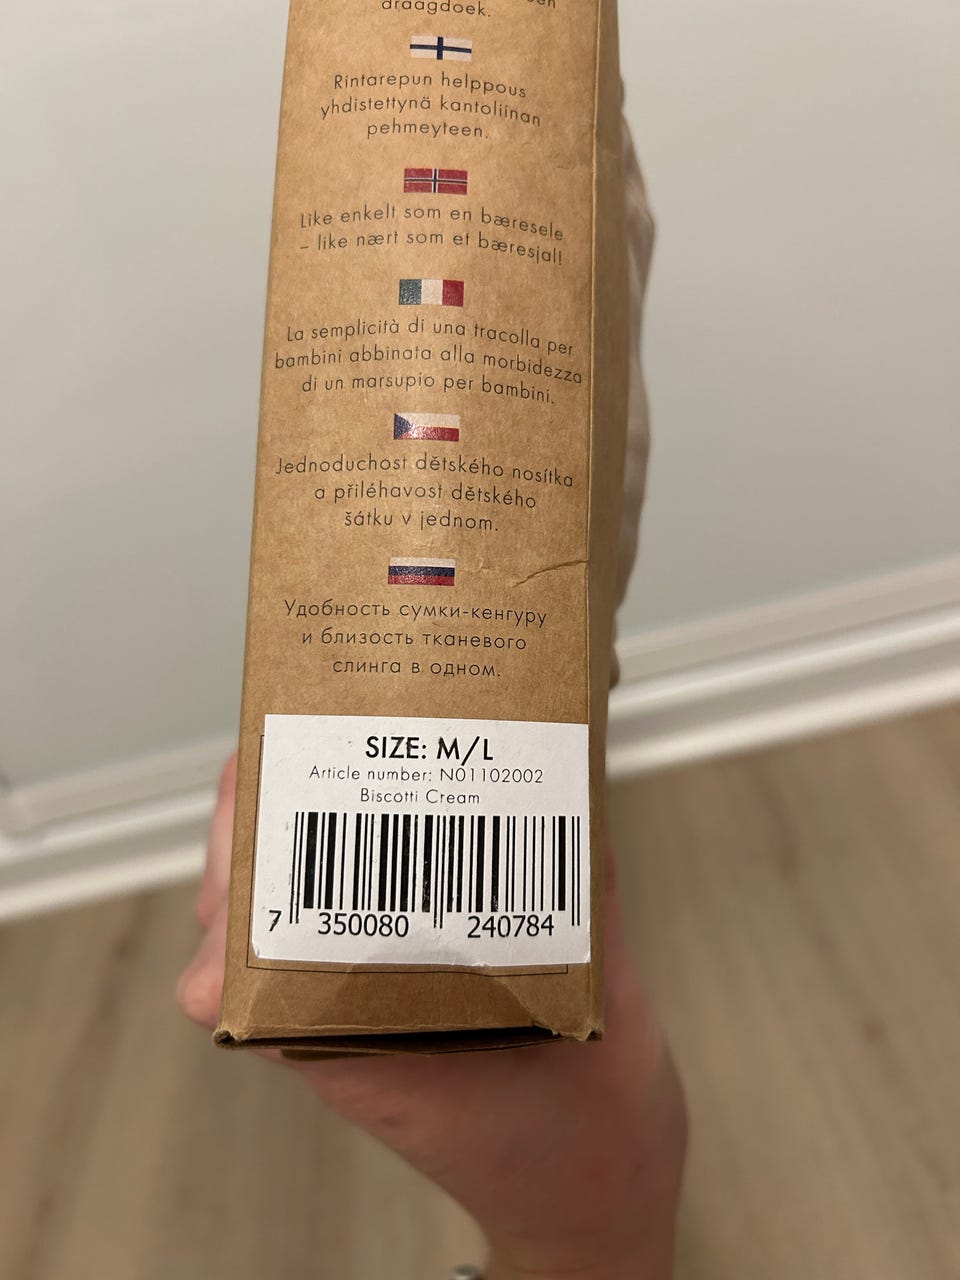 draagdoek.
Rintarepun helppous
yhdistettynä kantoliinan
pehmeyteen.
Like enkelt som en bæresele
– like nært som et bæresjal!
La semplicità di una tracolla per
bambini abbinata alla morbidezza
di un marsupio per bambini.
Jednoduchost dětského nosítka
a přiléhavost dětského
šátku v jednom.
Удобность сумки-кенгуру
и близость тканевого
слинга в одном.
SIZE: M/L
Article number: N01102002
Biscotti Cream
7 350080 240784